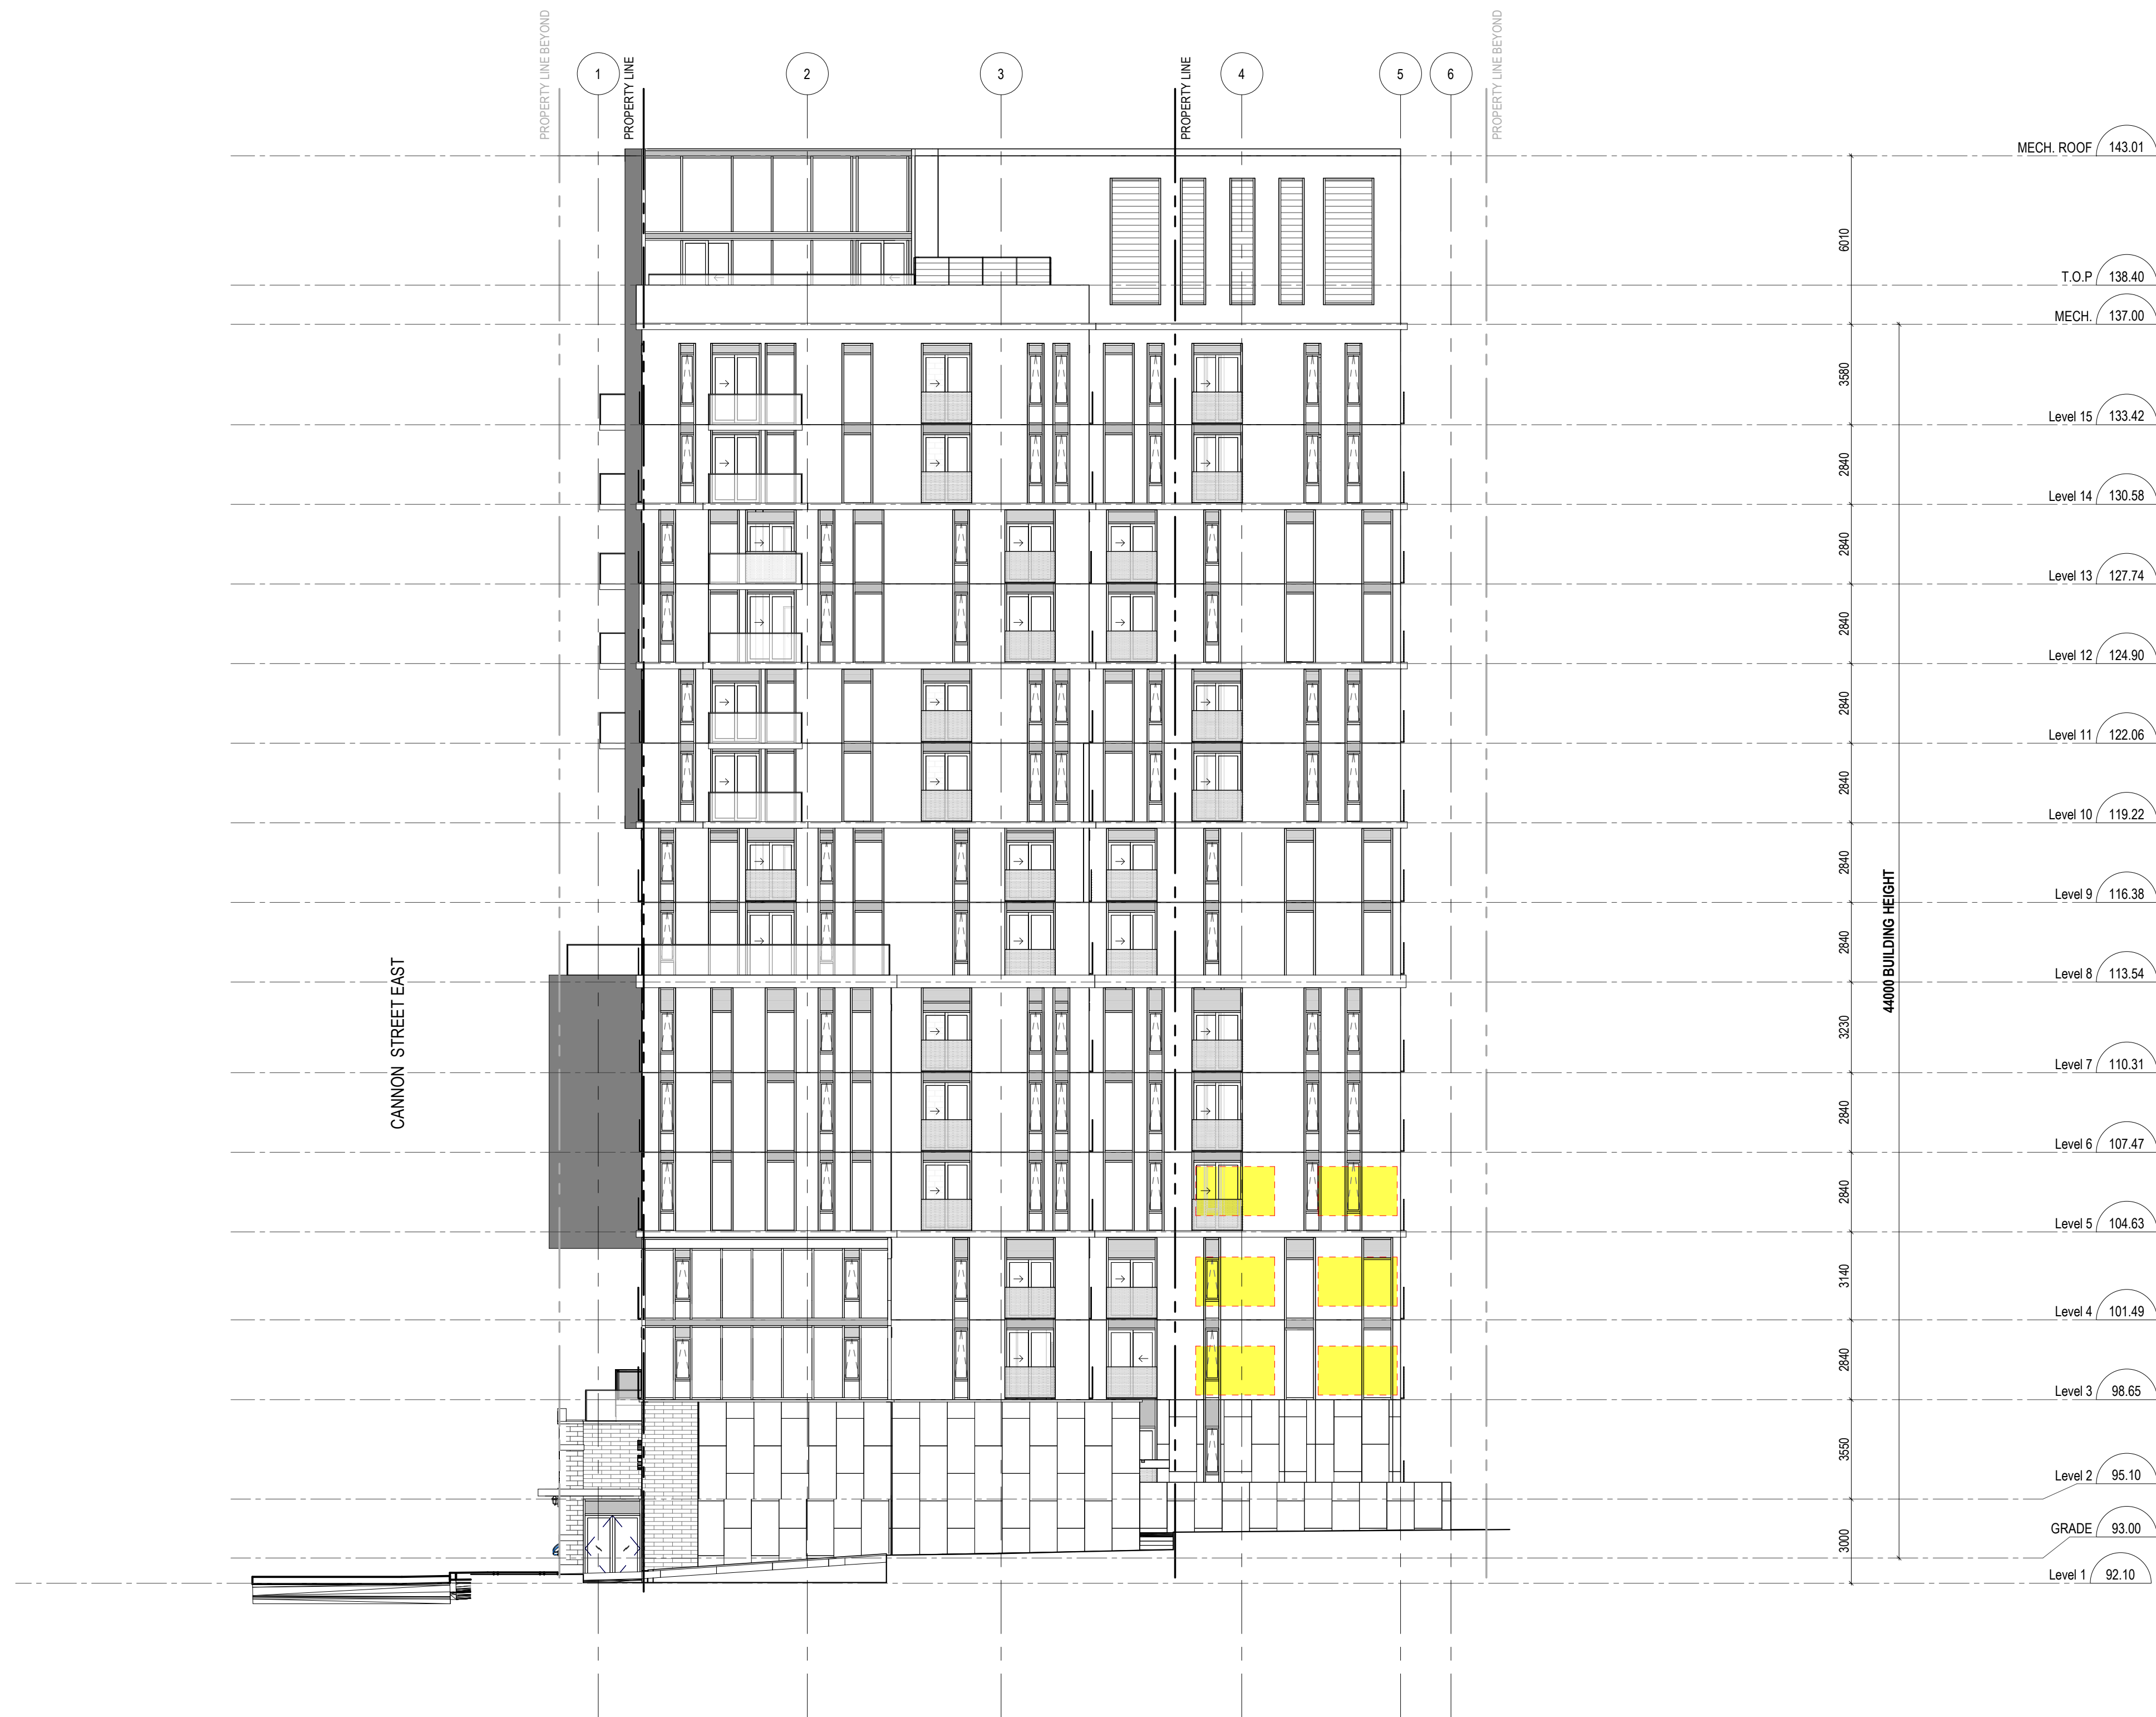 PROPERTY LINE BEYOND
PROPERTY LINE
PROPERTY LINE
PROPERTY LINE BEYOND
1
2
3
4
5
6
MECH. ROOF 143.01
6010
T.O.P 138.40
MECH. 137.00
3580
Level 15 133.42
2840
Level 14 130.58
2840
Level 13 127.74
2840
Level 12 124.90
2840
Level 11 122.06
2840
Level 10 119.22
2840
Level 9 116.38
2840
Level 8 113.54
3230
Level 7 110.31
2840
Level 6 107.47
2840
Level 5 104.63
3140
Level 4 101.49
2840
Level 3 98.65
3550
Level 2 95.10
GRADE 93.00
3000
Level 1 92.10
44000 BUILDING HEIGHT
CANNON STREET EAST